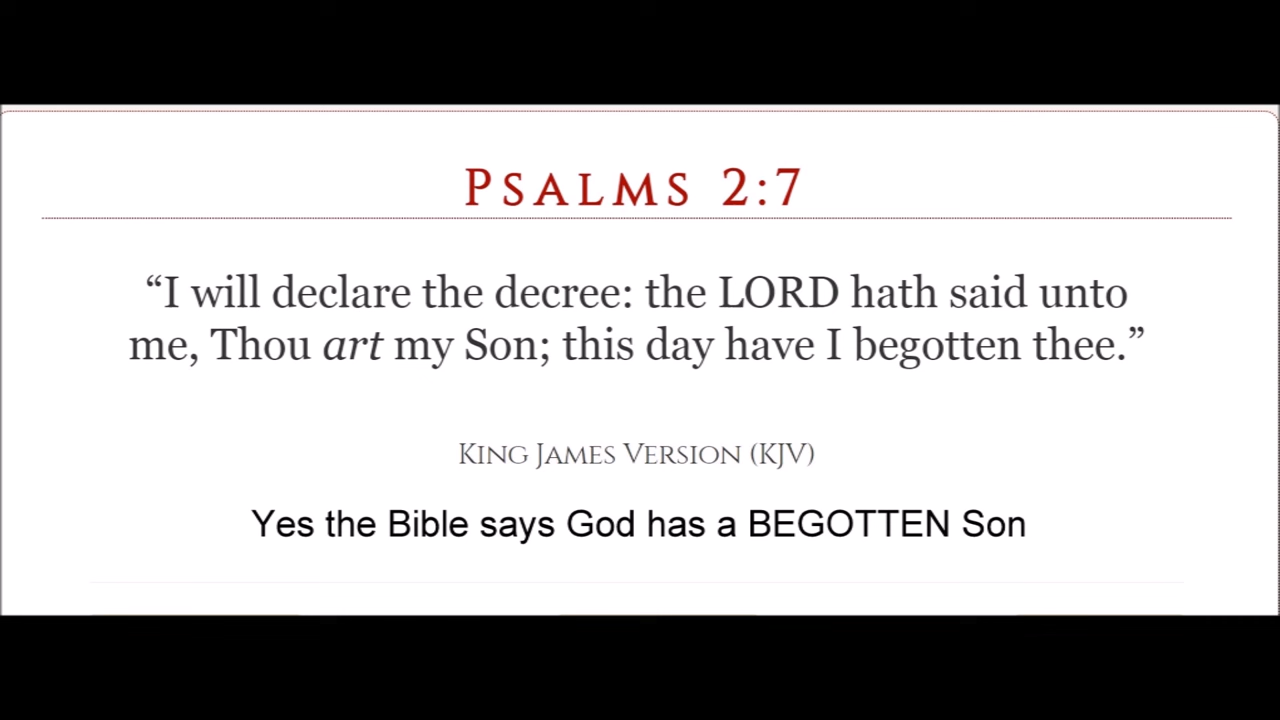 PSALMS 2:7
“I will declare the decree: the LORD hath said unto
me, Thou art my Son; this day have I begotten thee.”
KING JAMES VERSION (KJV)
Yes the Bible says God has a BEGOTTEN Son